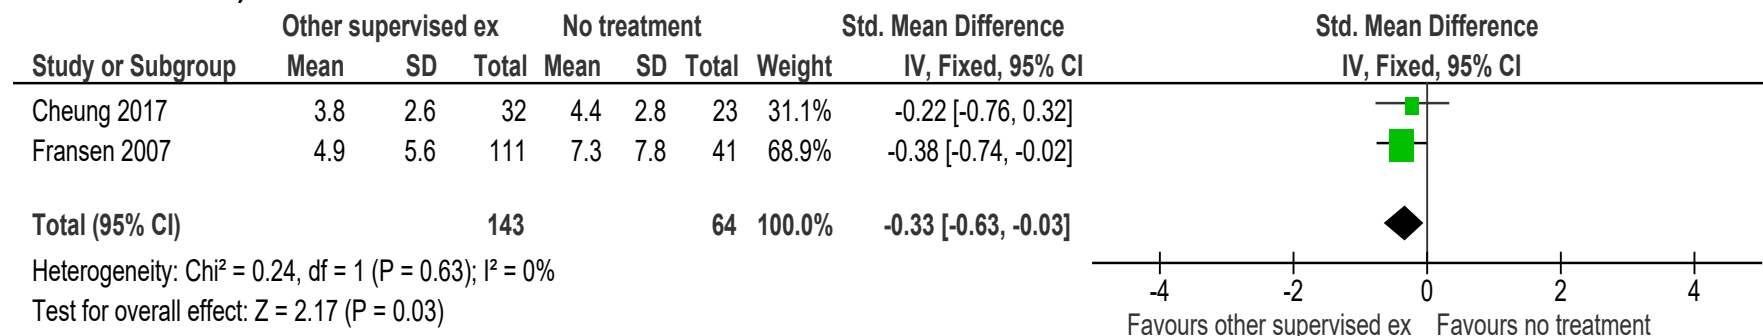 Other supervised ex No treatment Std. Mean Difference Std. Mean Difference
Study or Subgroup Mean SD Total Mean SD Total Weight IV, Fixed, 95% CI IV, Fixed, 95% CI
Cheung 2017 3.8 2.6 32 4.4 2.8 23 31.1% -0.22 [-0.76, 0.32]
Fransen 2007 4.9 5.6 111 7.3 7.8 41 68.9% -0.38 [-0.74, -0.02]
Total (95% CI) 143 64 100.0% -0.33 [-0.63, -0.03]
Heterogeneity: Chi² = 0.24, df = 1 (P = 0.63); I² = 0%
Test for overall effect: Z = 2.17 (P = 0.03)
-4 -2 0 2 4
Favours other supervised ex Favours no treatment